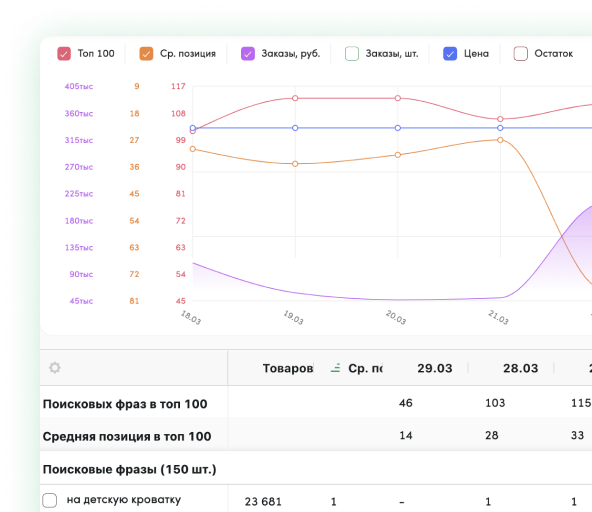 Топ 100 Ср. позиция Заказы, руб. Заказы, шт. Цена Остаток
405тыс 9 117
360тыс 18 108
315тыс 27 99
270тыс 36 90
225тыс 45 81
180тыс 54 72
135тыс 63 63
90тыс 72 54
45тыс 81 45
18.03 19.03 20.03 21.03
Товаров Ср. 29.03 28.03
Поисковых фраз в топ 100 46 103 115
Средняя позиция в топ 100 14 28 33
Поисковые фразы (150 шт.)
на детскую кроватку 23 681 1 - 1 1